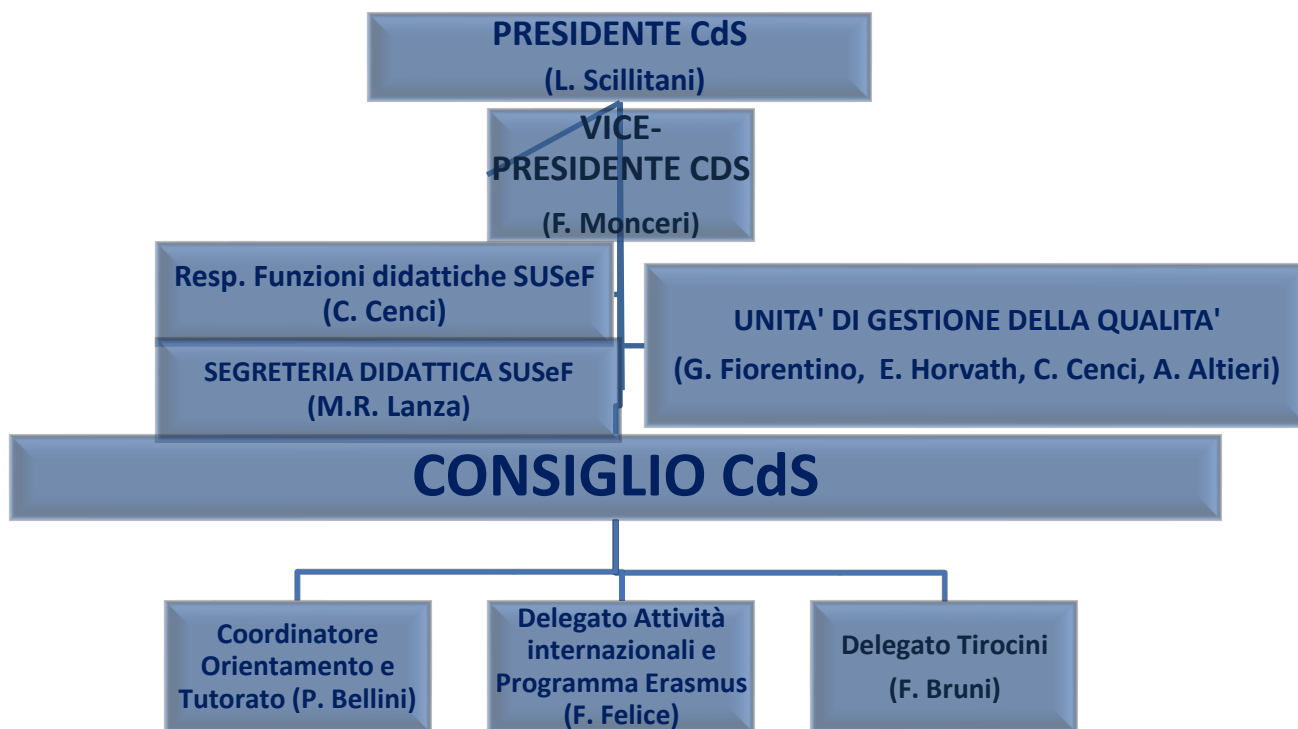 PRESIDENTE CdS
(L. Scillitani)
VICE-
PRESIDENTE CDS
(F. Monceri)
Resp. Funzioni didattiche SUSeF
(C. Cenci)
UNITA' DI GESTIONE DELLA QUALITA'
(G. Fiorentino, E. Horvath, C. Cenci, A. Altieri)
SEGRETERIA DIDATTICA SUSeF
(M.R. Lanza)
CONSIGLIO CdS
Coordinatore
Orientamento e
Tutorato (P. Bellini)
Delegato Attività
internazionali e
Programma Erasmus
(F. Felice)
Delegato Tirocini
(F. Bruni)